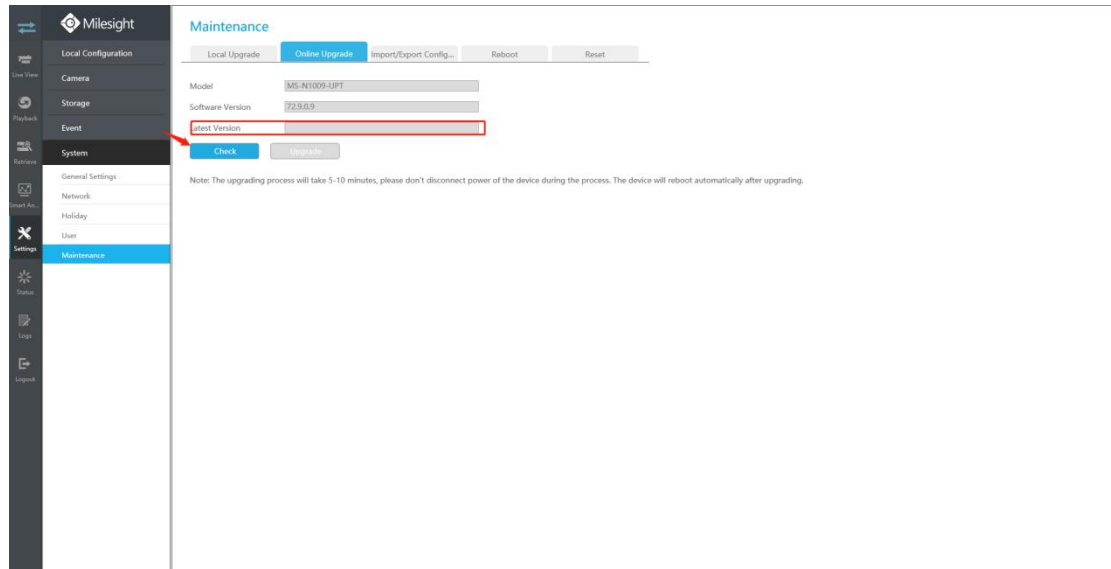 Live View
Playback
Retrieve
Smart An...
Settings
Status
Logs
Logout
Milesight
Local Configuration
Camera
Storage
Event
System
General Settings
Network
Holiday
User
Maintenance
Maintenance
Local Upgrade Online Upgrade Import/Export Config... Reboot Reset
Model MS-N1009-UPT
Software Version 72.9.0.9
Latest Version
Check Upgrade
Note: The upgrading process will take 5-10 minutes, please don't disconnect power of the device during the process. The device will reboot automatically after upgrading.